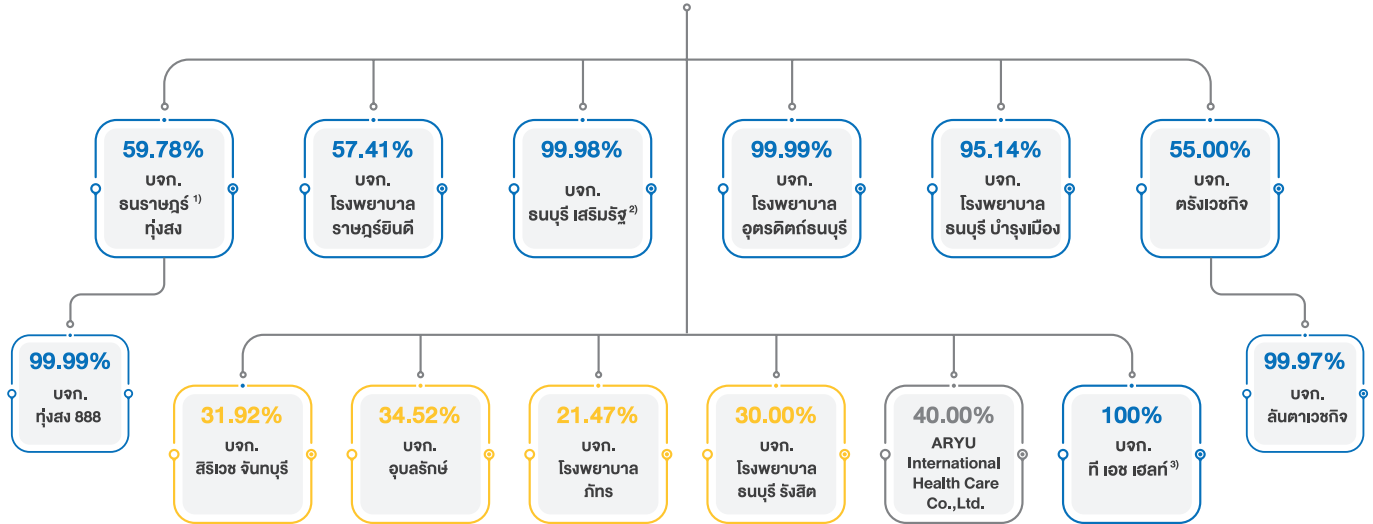 59.78%
บจก.
ธนราษฎร์ 1)
ทุ่งสง
57.41%
บจก.
โรงพยาบาล
ราษฎร์ยินดี
99.98%
บจก.
ธนบุรี เสริมรัฐ 2)
99.99%
บจก.
โรงพยาบาล
อุตรดิตถ์ธนบุรี
95.14%
บจก.
โรงพยาบาล
ธนบุรี บำรุงเมือง
55.00%
บจก.
ตรังเวชกิจ
99.99%
บจก.
ทุ่งสง 888
31.92%
บจก.
สิริเวช จันทบุรี
34.52%
บจก.
อุบลรักษ์
21.47%
บจก.
โรงพยาบาล
ภัทร
30.00%
บจก.
โรงพยาบาล
ธนบุรี รังสิต
40.00%
ARYU
International
Health Care
Co.,Ltd.
100%
บจก.
ที เอช เฮลท์ 3)
99.97%
บจก.
ลันตาเวชกิจ